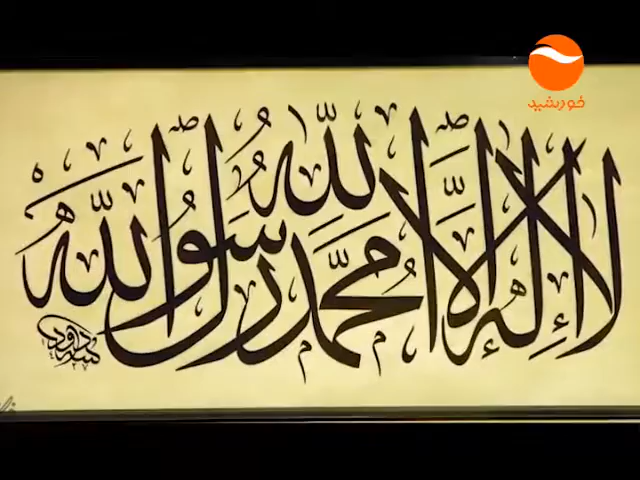 خورشید
لا إله إلا الله محمد رسول الله